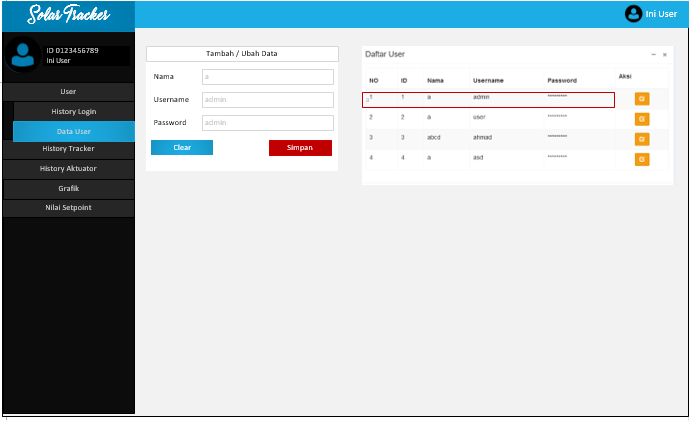 Solar Tracker
Ini User
ID 0123456789
Ini User
User
History Login
Data User
History Tracker
History Aktuator
Grafik
Nilai Setpoint
Tambah / Ubah Data
Nama a
Username admin
Password admin
Clear Simpan
Daftar User
NO ID Nama Username Password Aksi
a 1 1 a admin *********
2 2 a user *********
3 3 abcd ahmad *********
4 4 a asd *********